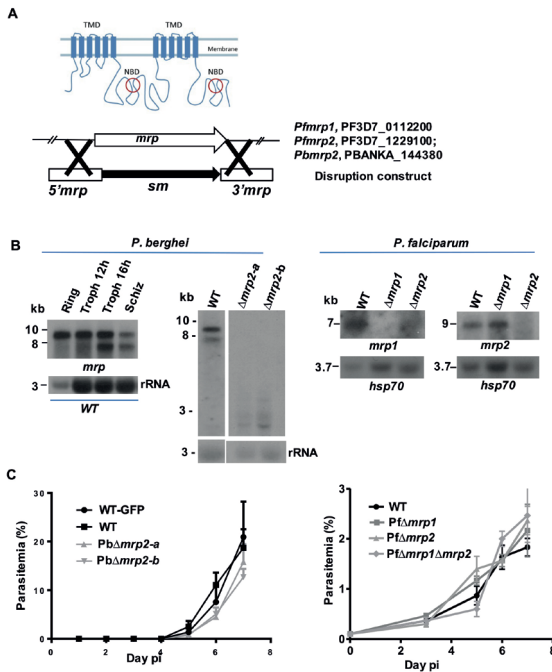 A
TMD TMD
Membrane
NBD NBD
mrp
5'mrp sm 3'mrp
Pfmrp1, PF3D7_0112200
Pfmrp2, PF3D7_1229100;
Pbmrp2, PBANKA_144380
Disruption construct
B
P. berghel
kb
Ring
Troph 12h
Troph 16h
Schiz
10
8
mrp
3
rRNA
WT
kb
WT
Δmrp2-a
Δmrp2-b
10
8
3
3
rRNA
P. falciparum
kb
WT
Δmrp1
Δmrp2
7
mrp1
3.7
hsp70
kb
WT
Δmrp1
Δmrp2
9
mrp2
3.7
hsp70
C
Parasitemia (%)
30
20
10
0
0 2 4 6 8
Day pi
WT-GFP
WT
PbΔmrp2-a
PbΔmrp2-b
Parasitemia (%)
3
2
1
0
0 2 4 6 8
Day pi
WT
PfΔmrp1
PfΔmrp2
PfΔmrp1Δmrp2